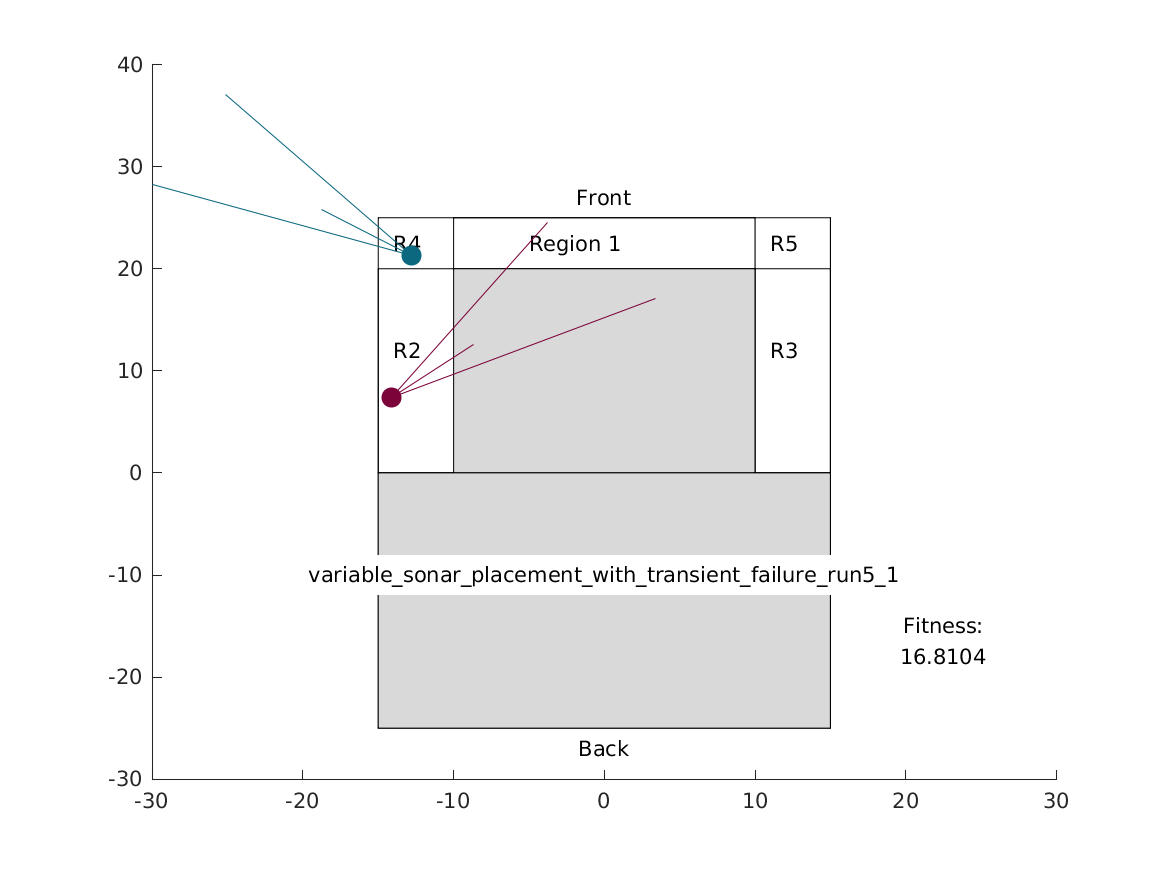 40
30
Front
R4
Region 1
R5
20
R2
R3
10
0
-10
variable_sonar_placement_with_transient_failure_run5_1
Fitness:
16.8104
-20
Back
-30
-30
-20
-10
0
10
20
30